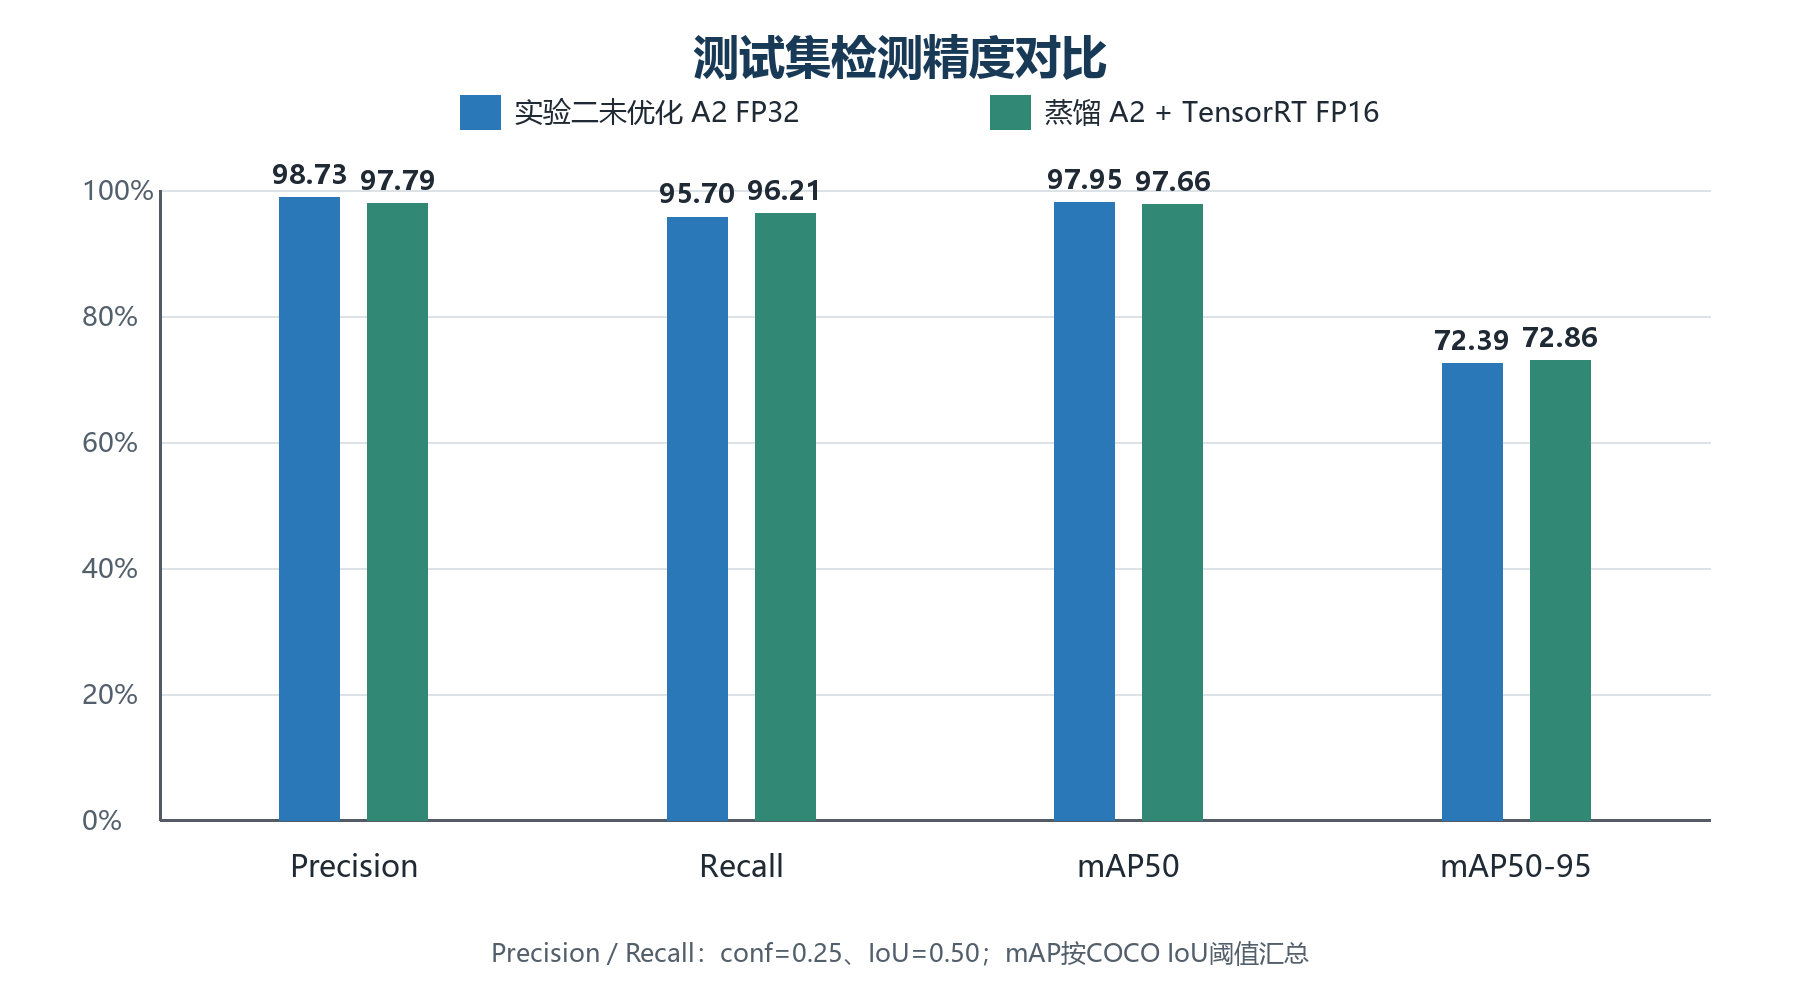 测试集检测精度对比
实验二未优化 A2 FP32
蒸馏 A2 + TensorRT FP16
98.73 97.79 95.70 96.21 97.95 97.66 72.39 72.86
100%
80%
60%
40%
20%
0%
Precision Recall mAP50 mAP50-95
Precision / Recall：conf=0.25、IoU=0.50；mAP按COCO IoU阈值汇总